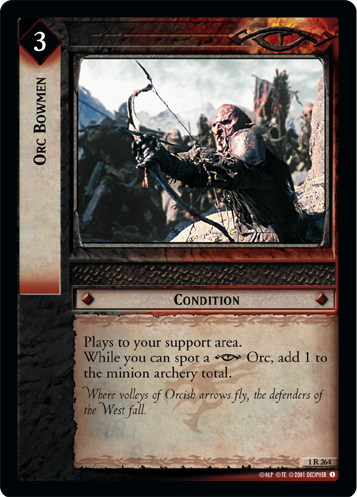 3
ORC BOWMEN
CONDITION
Plays to your support area.
While you can spot a Orc, add 1 to
the minion archery total.
Where volleys of Orcish arrows fly, the defenders of
the West fall.
1 R 264
©NLP ©TE ©2001 DECIPHER 1